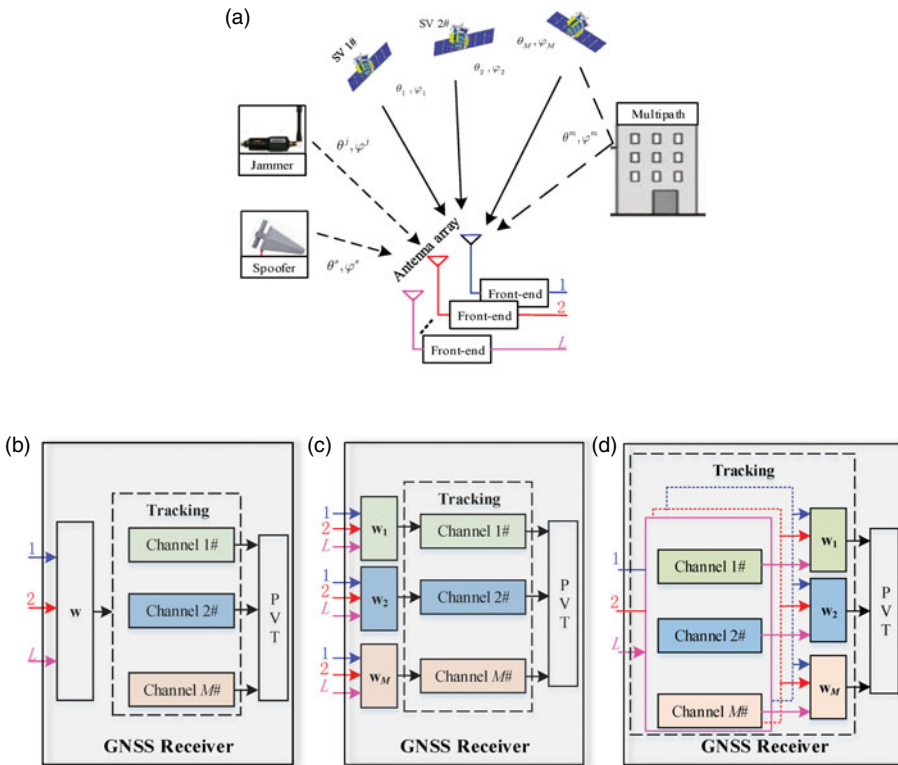 (a)
SV 1#
SV 2#
θ_M, φ_M
θ_1, φ_1
θ_2, φ_2
Multipath
θ^j, φ^j
θ^m, φ^m
Jammer
Antenna array
Spoofer
θ^s, φ^s
Front-end
1
Front-end
2
Front-end
L
(b)
Tracking
1
2
L
w
Channel 1#
Channel 2#
Channel M#
PVT
GNSS Receiver
(c)
Tracking
1
2
L
w_1
Channel 1#
1
2
L
w_2
Channel 2#
1
2
L
w_M
Channel M#
PVT
GNSS Receiver
(d)
Tracking
1
2
L
Channel 1#
Channel 2#
Channel M#
w_1
w_2
w_M
PVT
GNSS Receiver